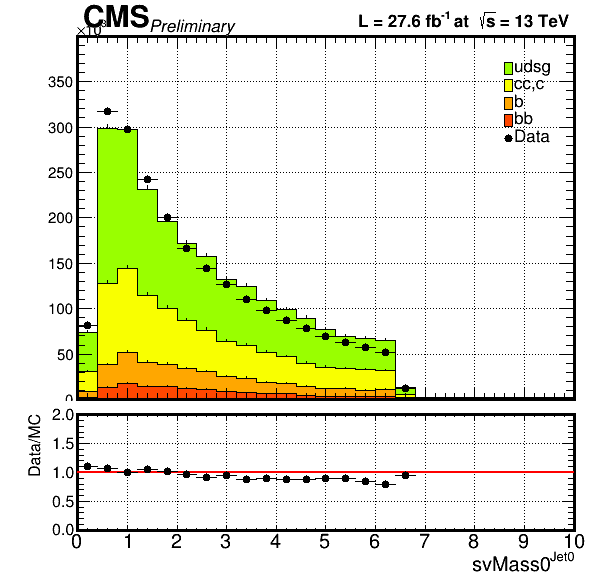 CMS Preliminary L = 27.6 fb⁻¹ at √s = 13 TeV
×10³
udsg
cc,c
b
bb
Data
350
300
250
200
150
100
50
0
Data/MC
2.0
1.5
1.0
0.5
0.0
0 1 2 3 4 5 6 7 8 9 10
svMass0^Jet0